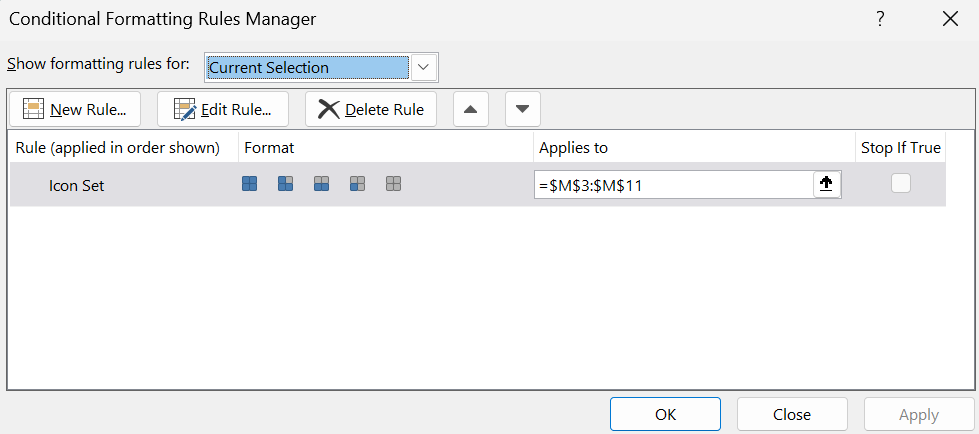 Conditional Formatting Rules Manager ?
Show formatting rules for: Current Selection
New Rule... Edit Rule... Delete Rule
Rule (applied in order shown) Format Applies to Stop If True
Icon Set =$M$3:$M$11
OK Close Apply